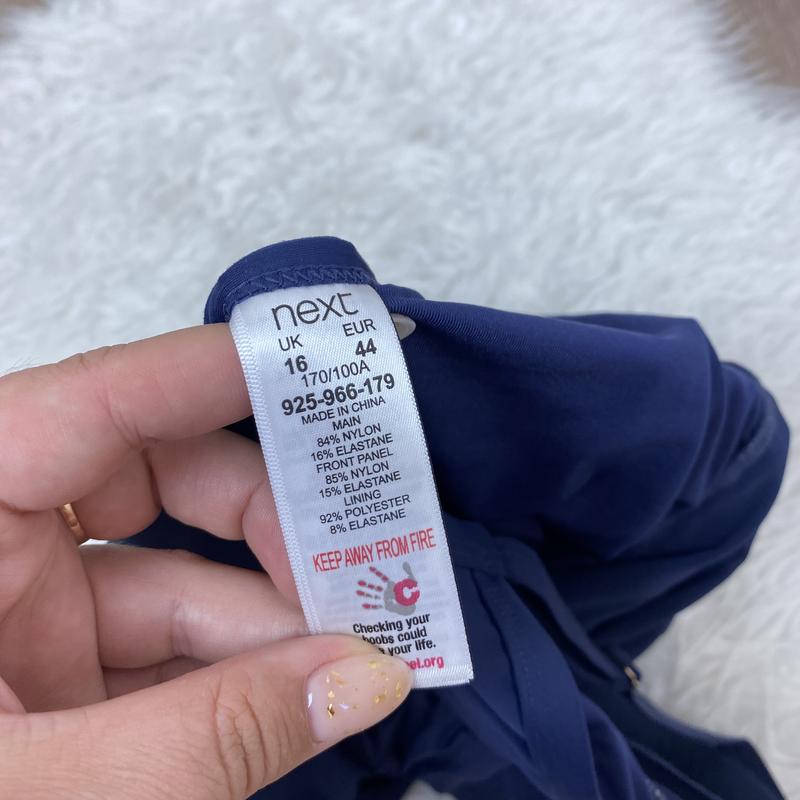 next
UK EUR
16 44
170/100A
925-966-179
MADE IN CHINA
MAIN
84% NYLON
16% ELASTANE
FRONT PANEL
85% NYLON
15% ELASTANE
LINING
92% POLYESTER
8% ELASTANE
KEEP AWAY FROM FIRE
C
Checking your
boobs could
your life.
.org